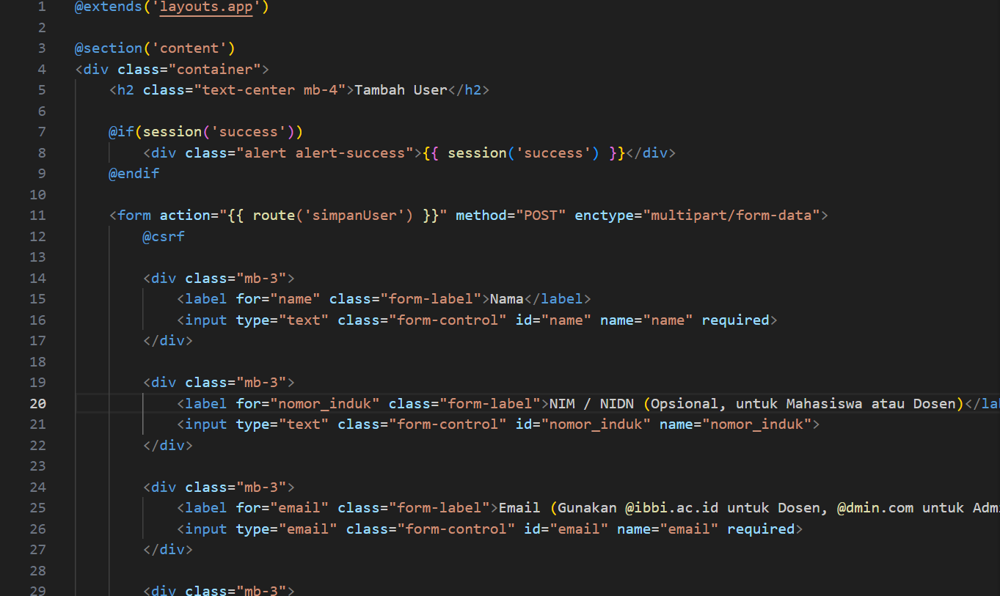 1 @extends('layouts.app')
2
3 @section('content')
4 <div class="container">
5 <h2 class="text-center mb-4">Tambah User</h2>
6
7 @if(session('success'))
8 <div class="alert alert-success">{{ session('success') }}</div>
9 @endif
10
11 <form action="{{ route('simpanUser') }}" method="POST" enctype="multipart/form-data">
12 @csrf
13
14 <div class="mb-3">
15 <label for="name" class="form-label">Nama</label>
16 <input type="text" class="form-control" id="name" name="name" required>
17 </div>
18
19 <div class="mb-3">
20 <label for="nomor_induk" class="form-label">NIM / NIDN (Opsional, untuk Mahasiswa atau Dosen)</
21 <input type="text" class="form-control" id="nomor_induk" name="nomor_induk">
22 </div>
23
24 <div class="mb-3">
25 <label for="email" class="form-label">Email (Gunakan @ibbi.ac.id untuk Dosen, @dmin.com untuk
26 <input type="email" class="form-control" id="email" name="email" required>
27 </div>
28
29 <div class="mb-3">